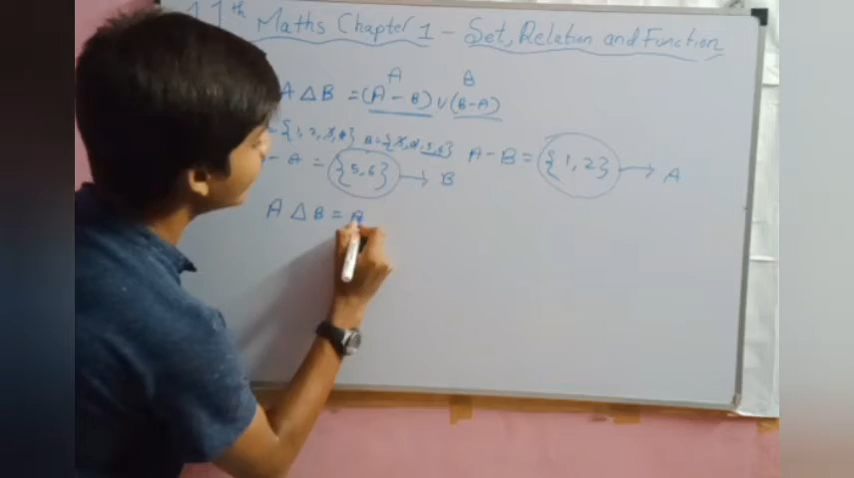 11th Maths Chapter 1 - Set, Relation and Function
A B
A Δ B = (A - B) ∪ (B - A)
= {1, 2, 3, 4} B = {3, 4, 5, 6} A - B = {1, 2} → A
- A = {5, 6} → B
A Δ B = A